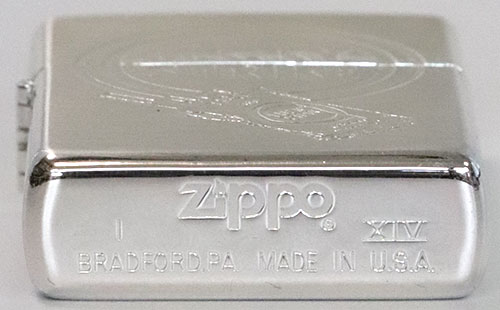 Zippo®
I XIV
BRADFORD, PA. MADE IN U.S.A.